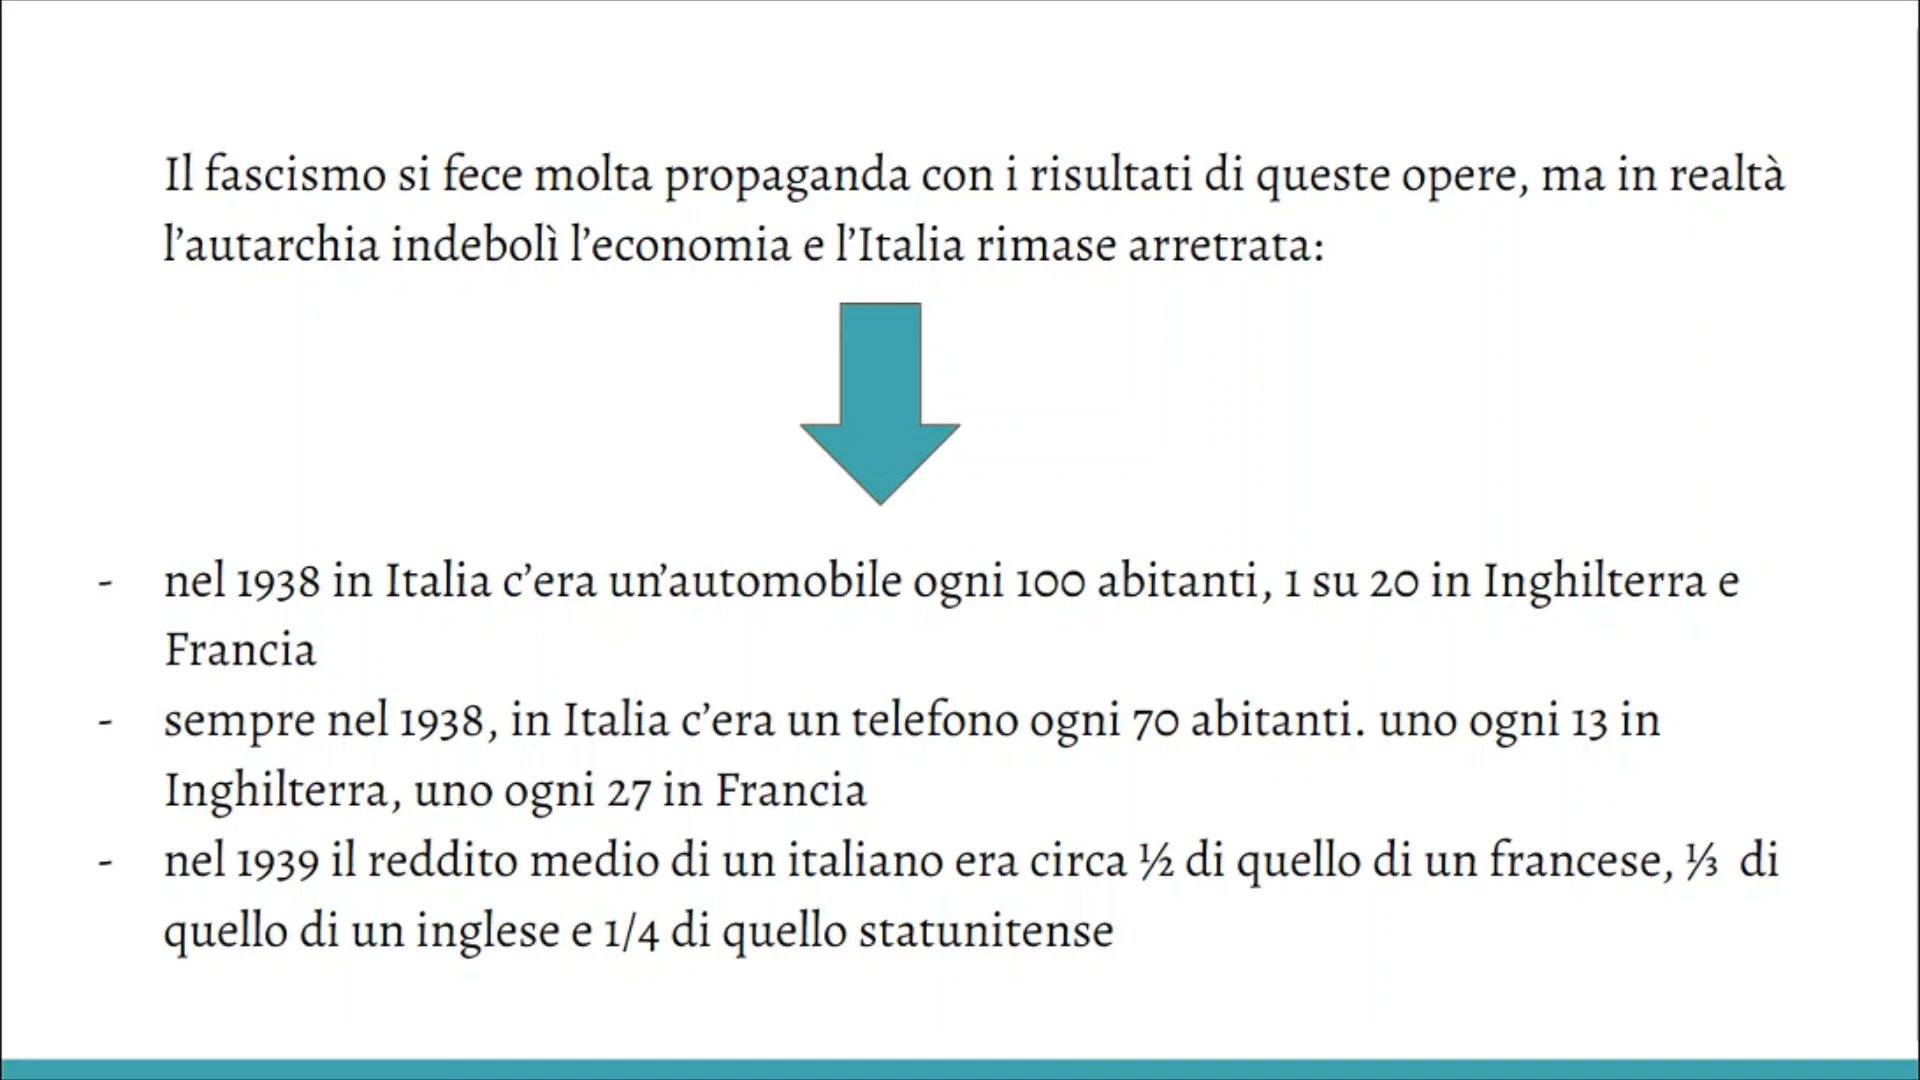 Il fascismo si fece molta propaganda con i risultati di queste opere, ma in realtà
l’autarchia indebolì l’economia e l’Italia rimase arretrata:
- nel 1938 in Italia c’era un’automobile ogni 100 abitanti, 1 su 20 in Inghilterra e
Francia
- sempre nel 1938, in Italia c’era un telefono ogni 70 abitanti. uno ogni 13 in
Inghilterra, uno ogni 27 in Francia
- nel 1939 il reddito medio di un italiano era circa ½ di quello di un francese, ⅓ di
quello di un inglese e 1/4 di quello statunitense